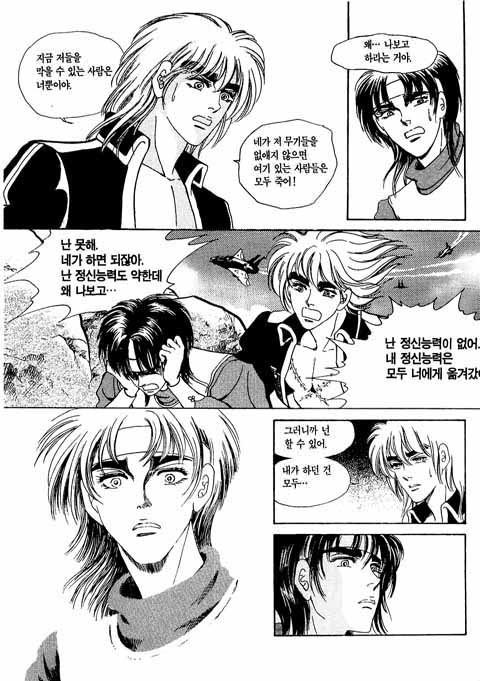 지금 저들을
막을 수 있는 사람은
너뿐이야.
네가 저 무기들을
없애지 않으면
여기 있는 사람들은
모두 죽어!
왜… 나보고
하라는 거야.
난 못해.
네가 하면 되잖아.
난 정신능력도 약한데
왜 나보고…
난 정신능력이 없어.
내 정신능력은
모두 너에게 옮겨갔어
그러니까 넌
할 수 있어.
내가 하던 건
모두…